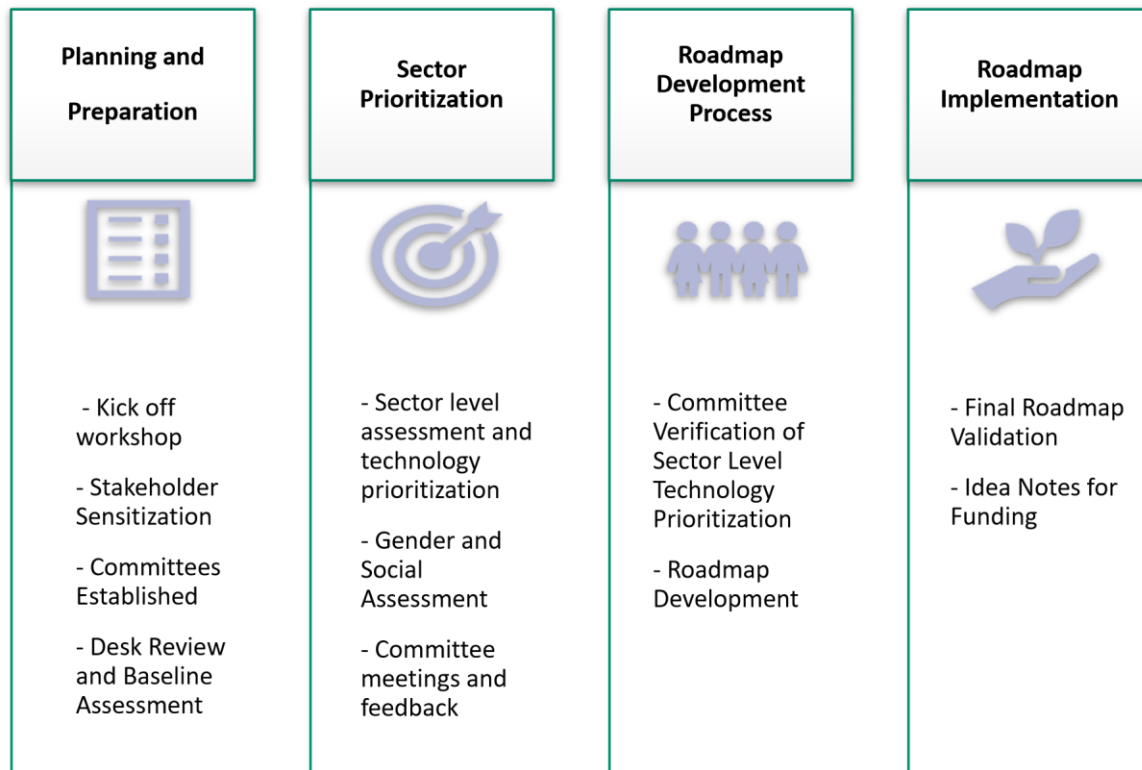 Planning and
Preparation
- Kick off
workshop
- Stakeholder
Sensitization
- Committees
Established
- Desk Review
and Baseline
Assessment
Sector
Prioritization
- Sector level
assessment and
technology
prioritization
- Gender and
Social
Assessment
- Committee
meetings and
feedback
Roadmap
Development
Process
- Committee
Verification of
Sector Level
Technology
Prioritization
- Roadmap
Development
Roadmap
Implementation
- Final Roadmap
Validation
- Idea Notes for
Funding